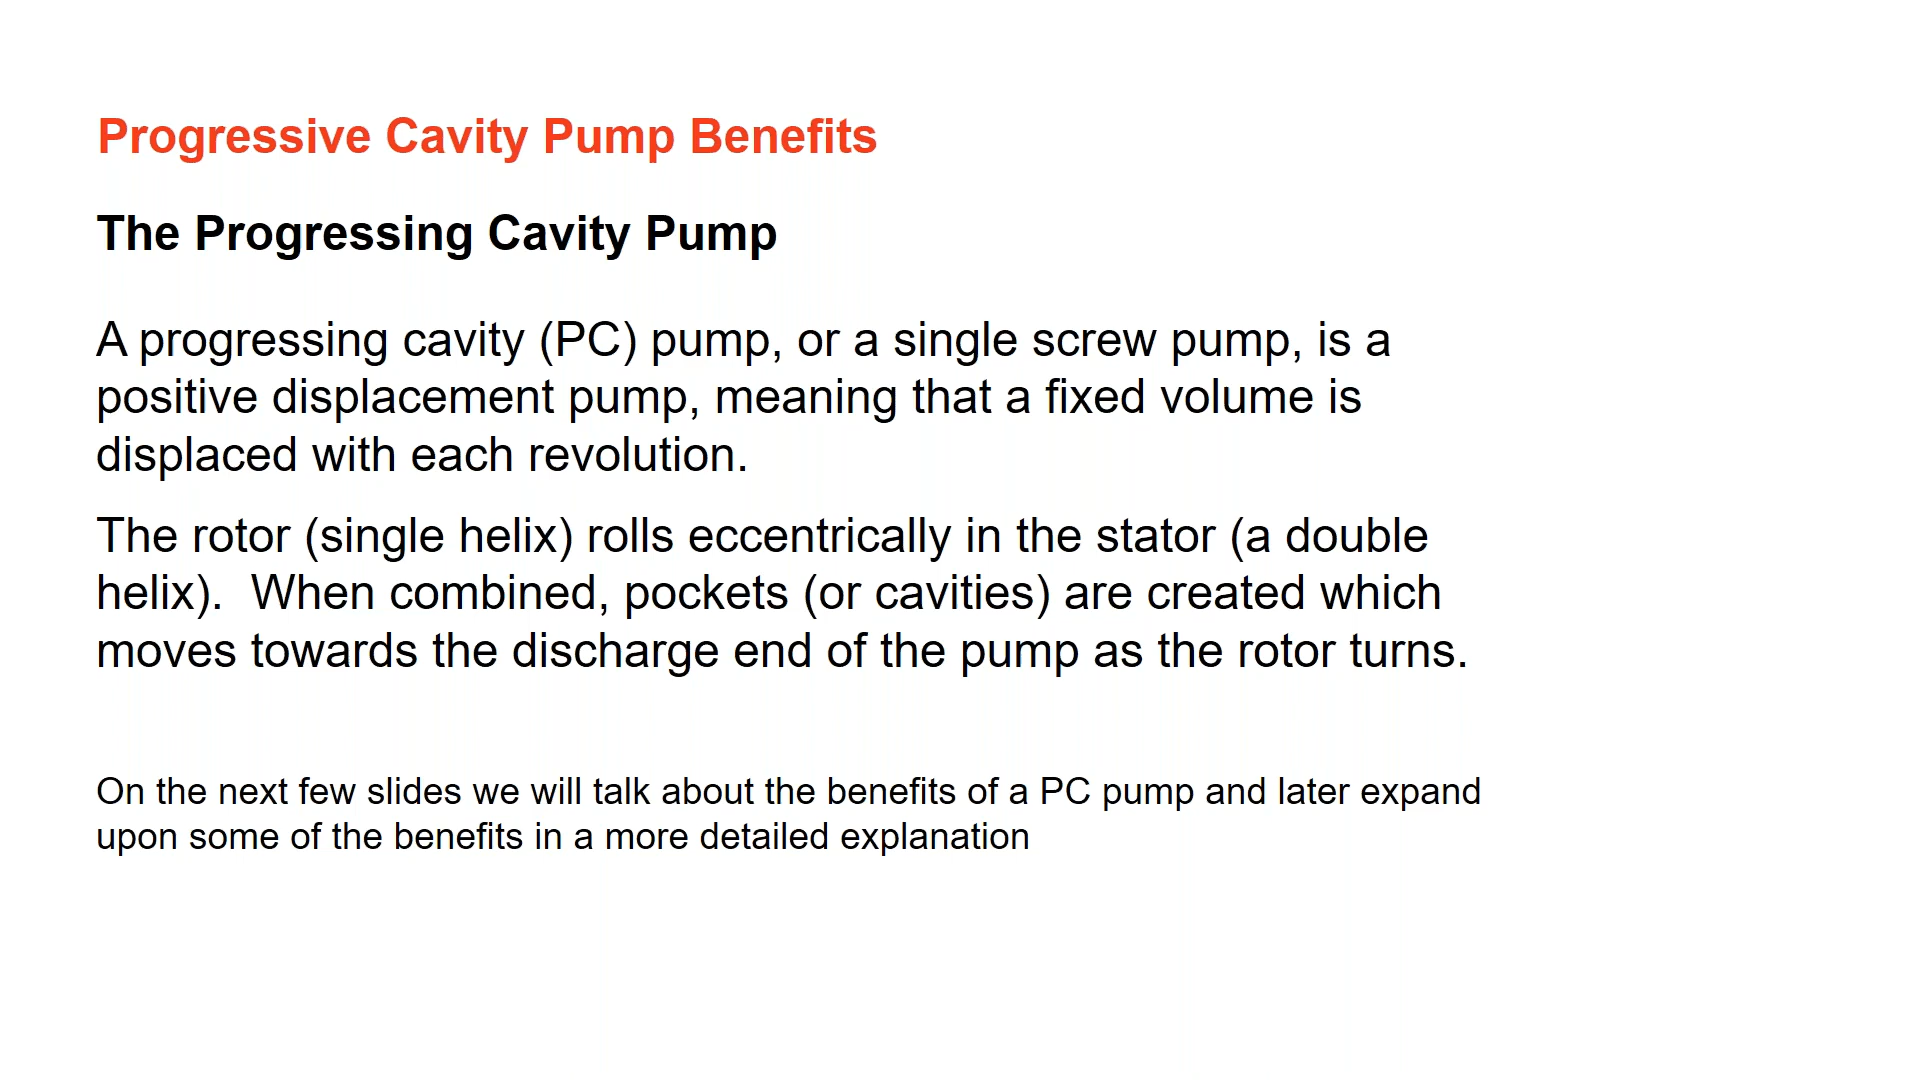 Progressive Cavity Pump Benefits
The Progressing Cavity Pump
A progressing cavity (PC) pump, or a single screw pump, is a
positive displacement pump, meaning that a fixed volume is
displaced with each revolution.
The rotor (single helix) rolls eccentrically in the stator (a double
helix).  When combined, pockets (or cavities) are created which
moves towards the discharge end of the pump as the rotor turns.
On the next few slides we will talk about the benefits of a PC pump and later expand
upon some of the benefits in a more detailed explanation